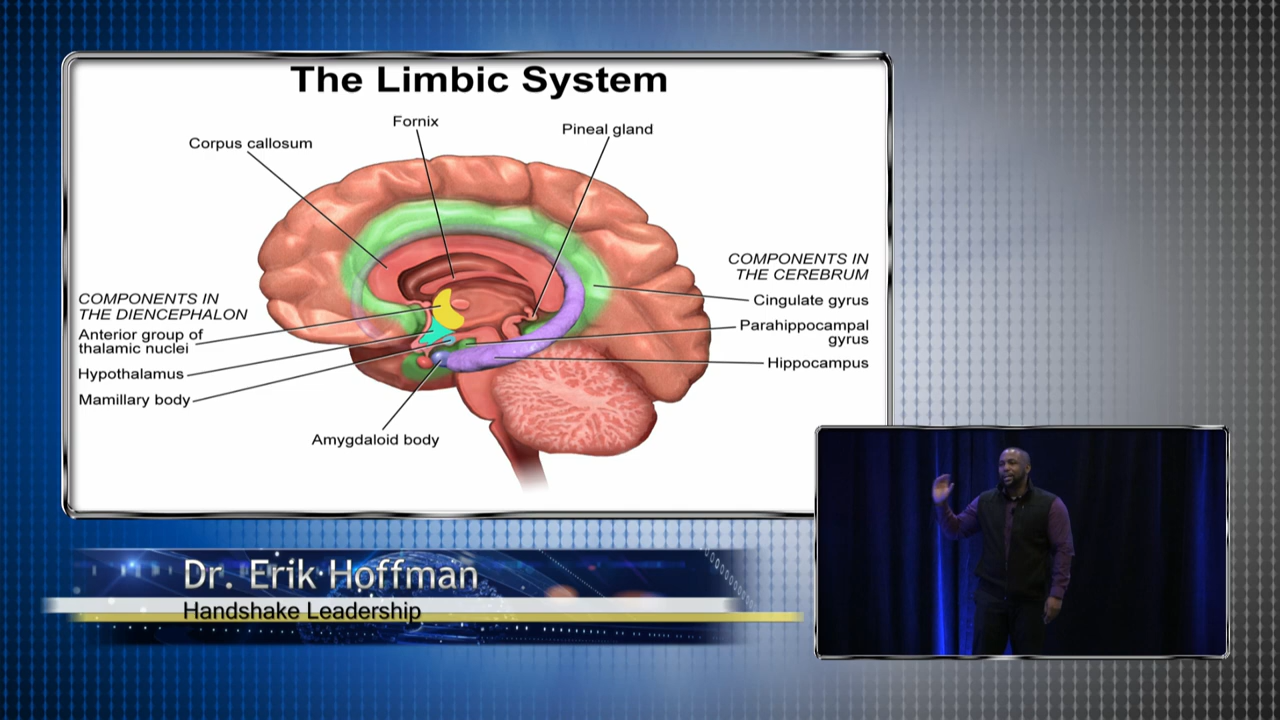 The Limbic System
Fornix
Pineal gland
Corpus callosum
COMPONENTS IN
THE CEREBRUM
Cingulate gyrus
Parahippocampal
gyrus
Hippocampus
COMPONENTS IN
THE DIENCEPHALON
Anterior group of
thalamic nuclei
Hypothalamus
Mamillary body
Amygdaloid body
Dr. Erik Hoffman
Handshake Leadership